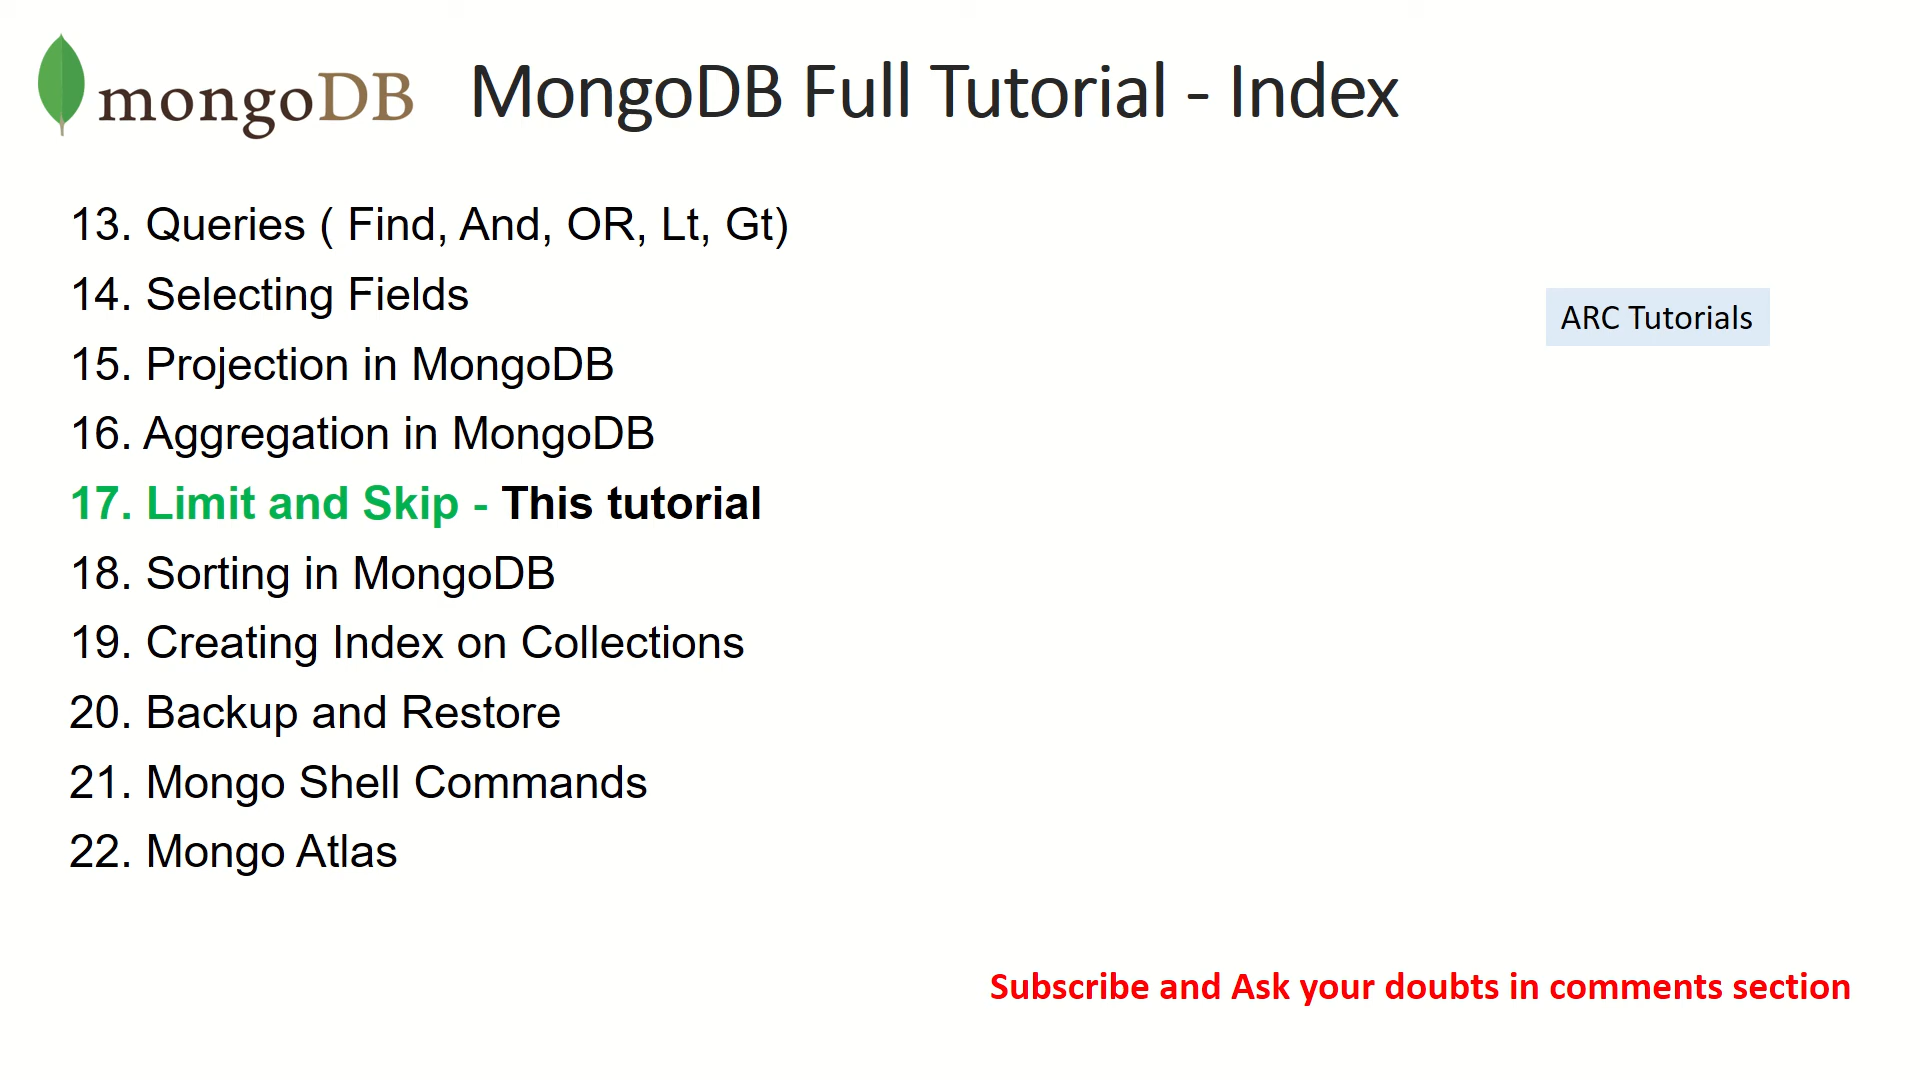 mongoDB
MongoDB Full Tutorial - Index
13. Queries ( Find, And, OR, Lt, Gt)
14. Selecting Fields
15. Projection in MongoDB
16. Aggregation in MongoDB
17. Limit and Skip - This tutorial
18. Sorting in MongoDB
19. Creating Index on Collections
20. Backup and Restore
21. Mongo Shell Commands
22. Mongo Atlas
ARC Tutorials
Subscribe and Ask your doubts in comments section